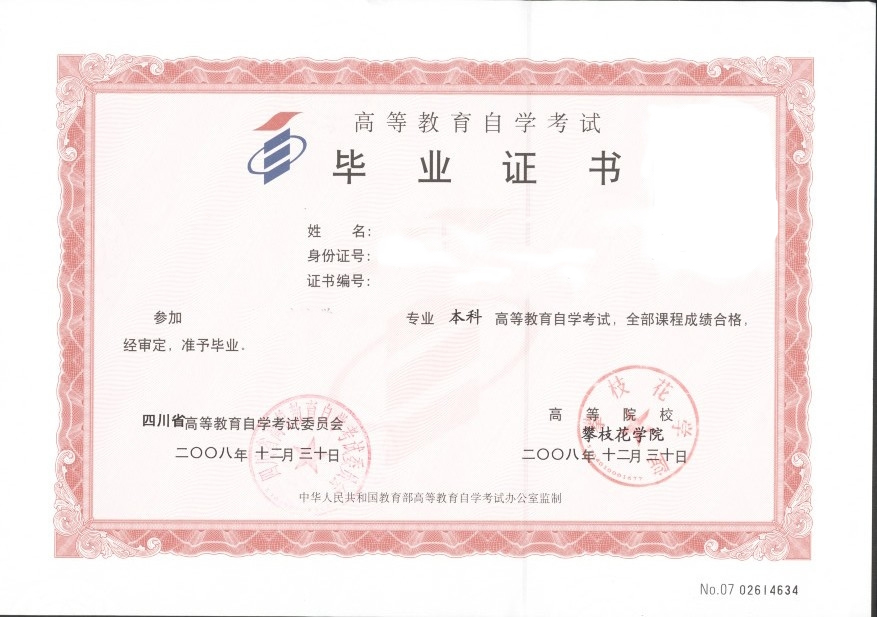 高等教育自学考试
毕业证书
姓名:
身份证号:
证书编号:
参加 专业 本科 高等教育自学考试，全部课程成绩合格，
经审定，准予毕业.
四川省高等教育自学考试委员会
二〇〇八年 十二月 三十日
高等院校
攀枝花学院
二〇〇八年 十二月 三十日
中华人民共和国教育部高等教育自学考试办公室监制
No.07 02614634